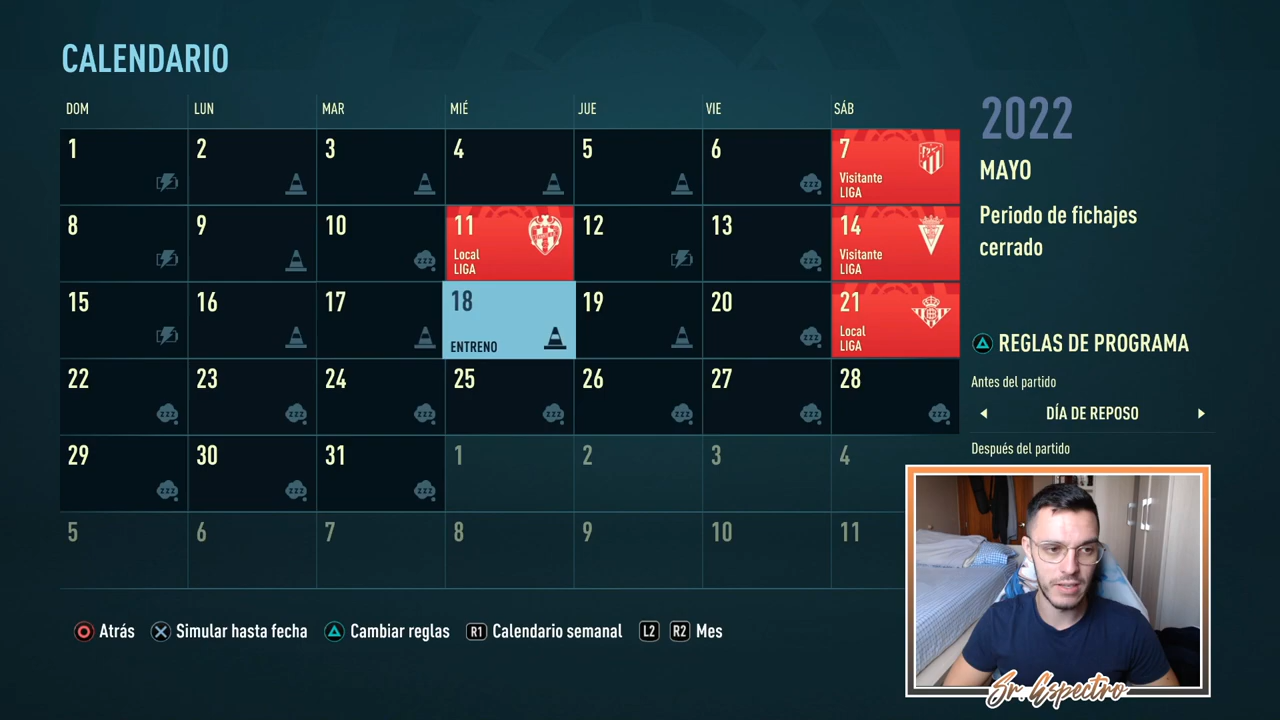 CALENDARIO
DOM LUN MAR MIÉ JUE VIE SÁB
1 2 3 4 5 6 7
Visitante
LIGA
8 9 10 11 12 13 14
Local
LIGA
Visitante
LIGA
15 16 17 18 19 20 21
ENTRENO
Local
LIGA
22 23 24 25 26 27 28
29 30 31 1 2 3 4
5 6 7 8 9 10 11
2022
MAYO
Periodo de fichajes
cerrado
REGLAS DE PROGRAMA
Antes del partido
DÍA DE REPOSO
Después del partido
Atrás Simular hasta fecha Cambiar reglas R1 Calendario semanal L2 R2 Mes
Sr. Espectro